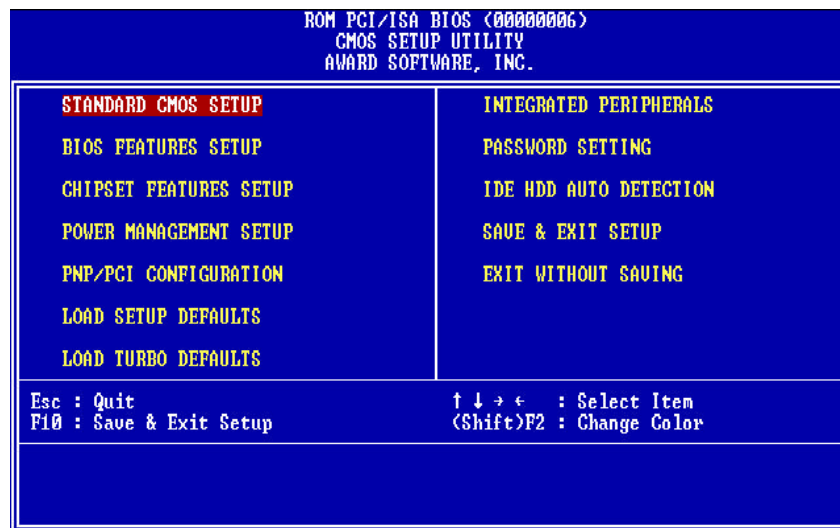 ROM PCI/ISA BIOS (00000006)
CMOS SETUP UTILITY
AWARD SOFTWARE, INC.
STANDARD CMOS SETUP
BIOS FEATURES SETUP
CHIPSET FEATURES SETUP
POWER MANAGEMENT SETUP
PNP/PCI CONFIGURATION
LOAD SETUP DEFAULTS
LOAD TURBO DEFAULTS
INTEGRATED PERIPHERALS
PASSWORD SETTING
IDE HDD AUTO DETECTION
SAVE & EXIT SETUP
EXIT WITHOUT SAVING
Esc : Quit
F10 : Save & Exit Setup
↑ ↓ → ← : Select Item
(Shift)F2 : Change Color